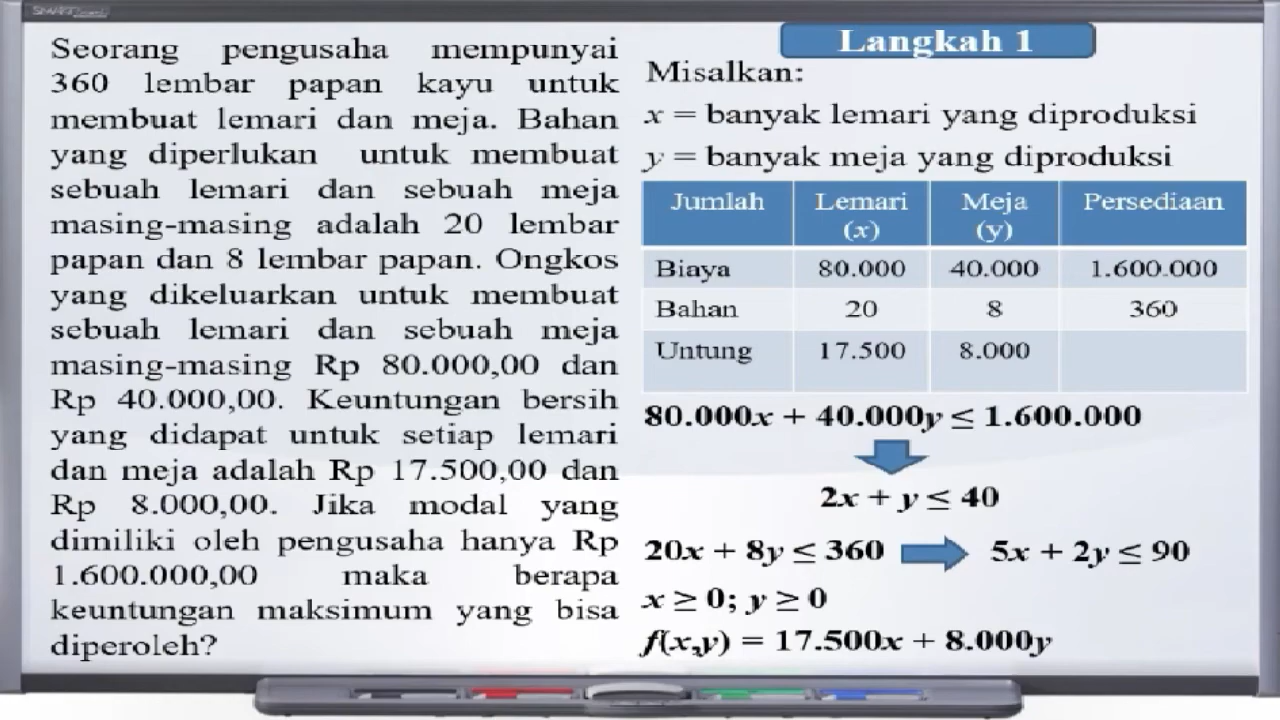 SMART
Seorang pengusaha mempunyai
360 lembar papan kayu untuk
membuat lemari dan meja. Bahan
yang diperlukan untuk membuat
sebuah lemari dan sebuah meja
masing-masing adalah 20 lembar
papan dan 8 lembar papan. Ongkos
yang dikeluarkan untuk membuat
sebuah lemari dan sebuah meja
masing-masing Rp 80.000,00 dan
Rp 40.000,00. Keuntungan bersih
yang didapat untuk setiap lemari
dan meja adalah Rp 17.500,00 dan
Rp 8.000,00. Jika modal yang
dimiliki oleh pengusaha hanya Rp
1.600.000,00 maka berapa
keuntungan maksimum yang bisa
diperoleh?
Langkah 1
Misalkan:
x = banyak lemari yang diproduksi
y = banyak meja yang diproduksi
Jumlah Lemari (x) Meja (y) Persediaan
Biaya 80.000 40.000 1.600.000
Bahan 20 8 360
Untung 17.500 8.000
80.000x + 40.000y ≤ 1.600.000
2x + y ≤ 40
20x + 8y ≤ 360 5x + 2y ≤ 90
x ≥ 0; y ≥ 0
f(x,y) = 17.500x + 8.000y